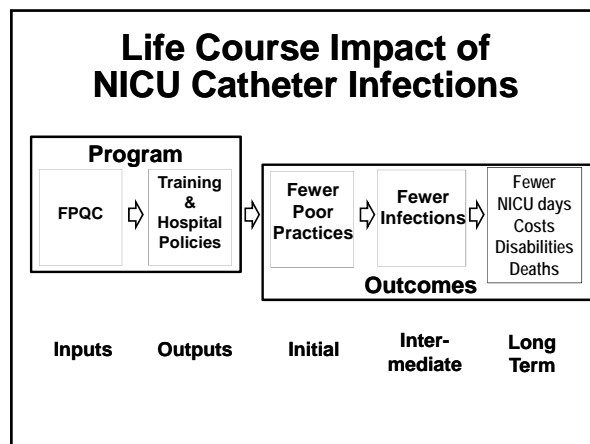 Life Course Impact of
NICU Catheter Infections
Program
FPQC
Training
&
Hospital
Policies
Fewer
Poor
Practices
Fewer
Infections
Fewer
NICU days
Costs
Disabilities
Deaths
Outcomes
Inputs
Outputs
Initial
Inter-
mediate
Long
Term